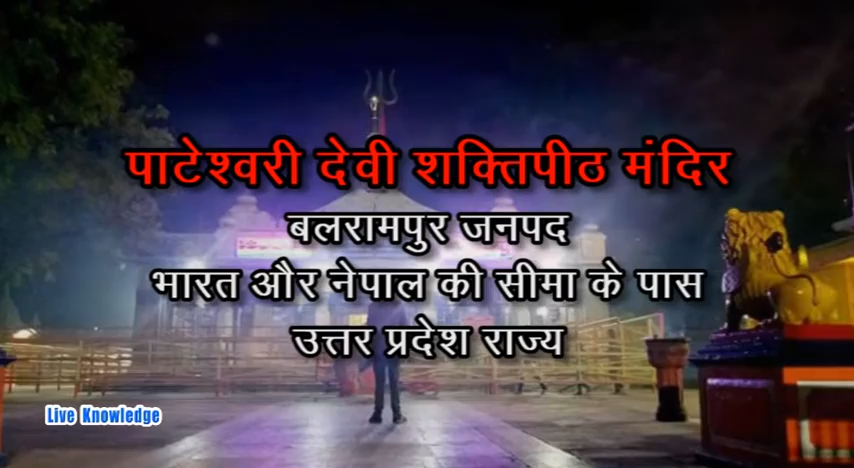 पाटेश्वरी देवी शक्तिपीठ मंदिर
बलरामपुर जनपद
भारत और नेपाल की सीमा के पास
उत्तर प्रदेश राज्य
Live Knowledge